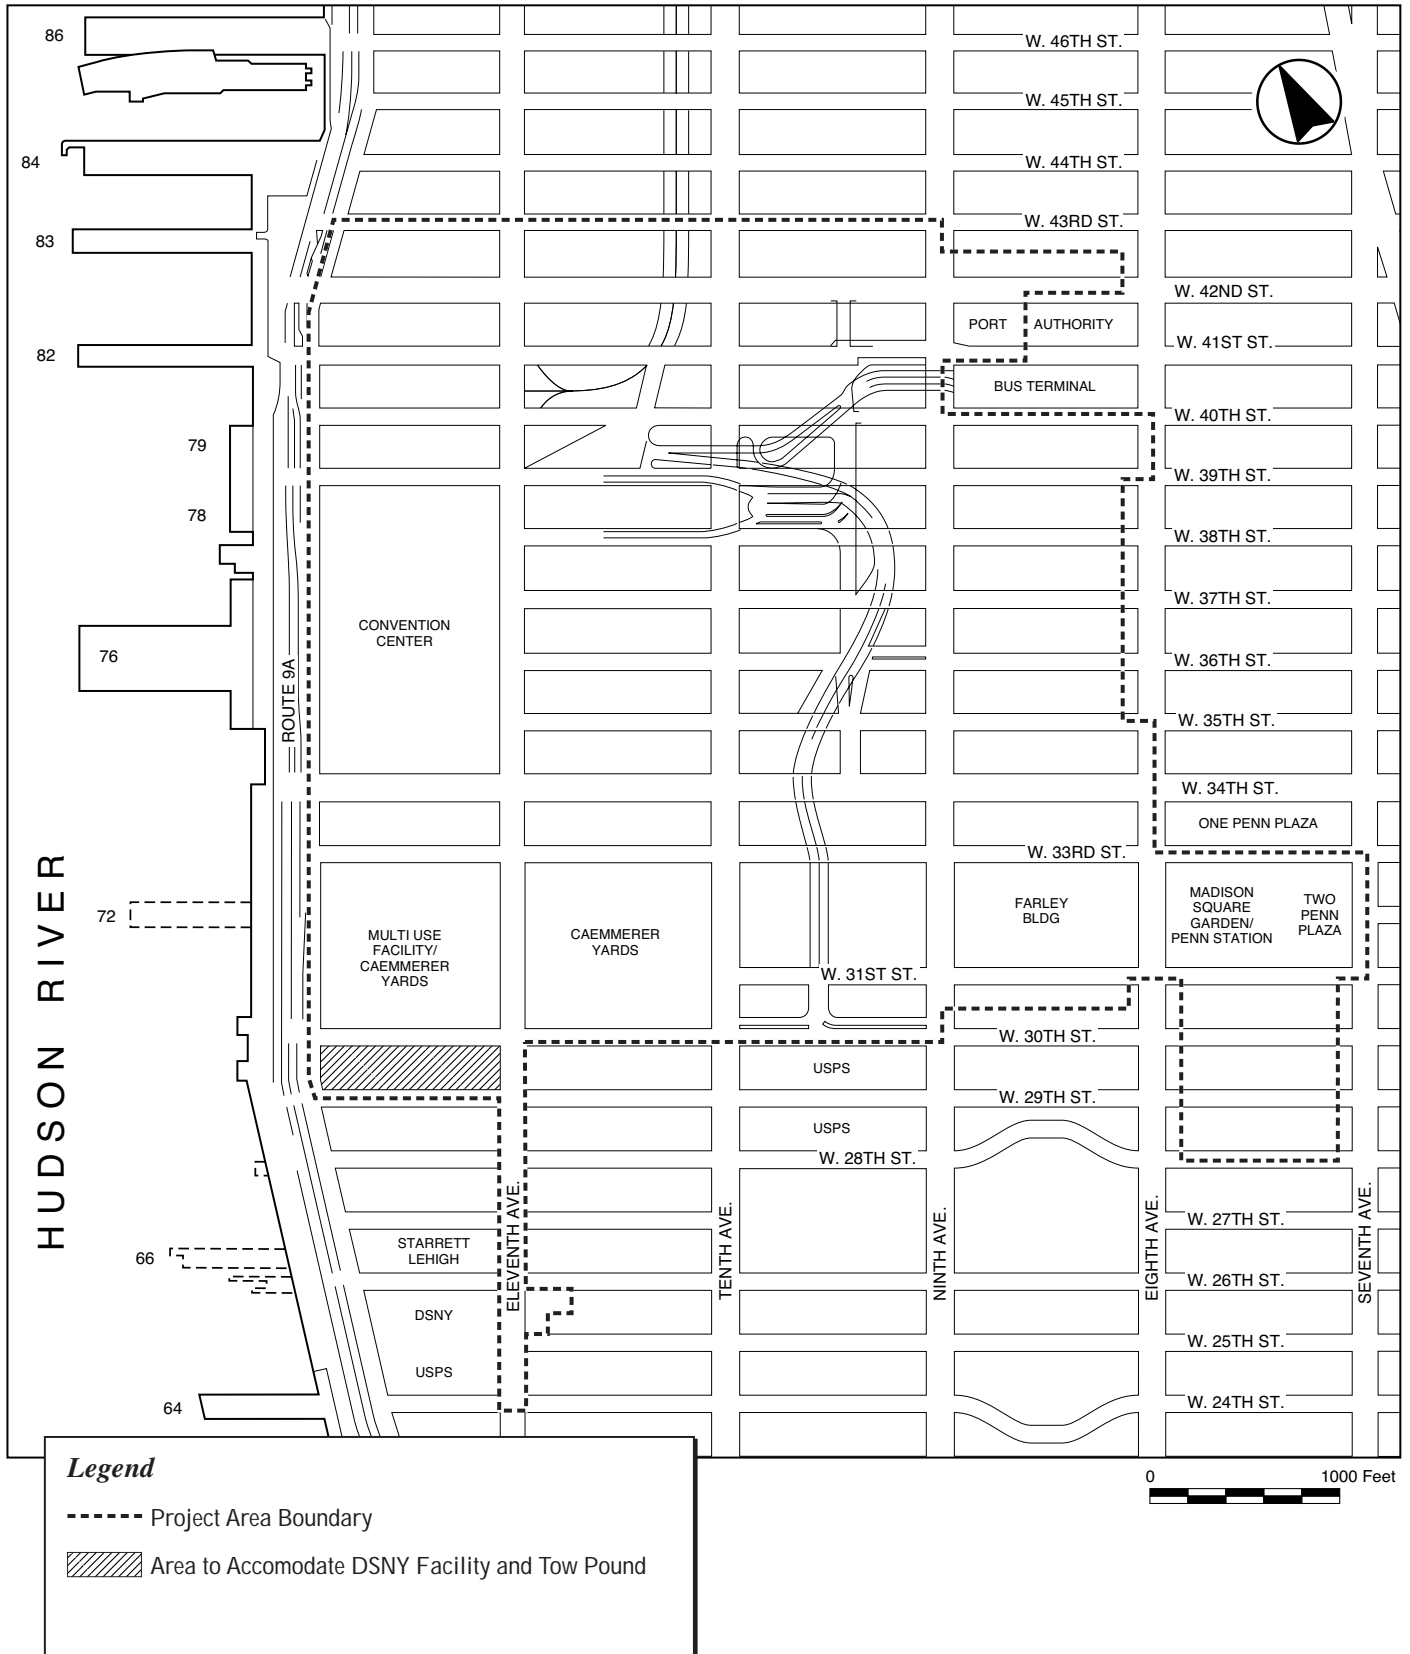 86
W. 46TH ST.
W. 45TH ST.
84
W. 44TH ST.
83
W. 43RD ST.
W. 42ND ST.
PORT AUTHORITY
82
W. 41ST ST.
BUS TERMINAL
W. 40TH ST.
79
W. 39TH ST.
78
W. 38TH ST.
W. 37TH ST.
CONVENTION
CENTER
76
W. 36TH ST.
ROUTE 9A
W. 35TH ST.
W. 34TH ST.
ONE PENN PLAZA
W. 33RD ST.
HUDSON RIVER
72
MULTI USE
FACILITY/
CAEMMERER
YARDS
CAEMMERER
YARDS
FARLEY
BLDG
MADISON
SQUARE
GARDEN/
PENN STATION
TWO
PENN
PLAZA
W. 31ST ST.
W. 30TH ST.
USPS
W. 29TH ST.
USPS
W. 28TH ST.
ELEVENTH AVE.
TENTH AVE.
NINTH AVE.
EIGHTH AVE.
SEVENTH AVE.
W. 27TH ST.
66
STARRETT
LEHIGH
W. 26TH ST.
DSNY
W. 25TH ST.
USPS
64
W. 24TH ST.
Legend
Project Area Boundary
Area to Accomodate DSNY Facility and Tow Pound
0 1000 Feet